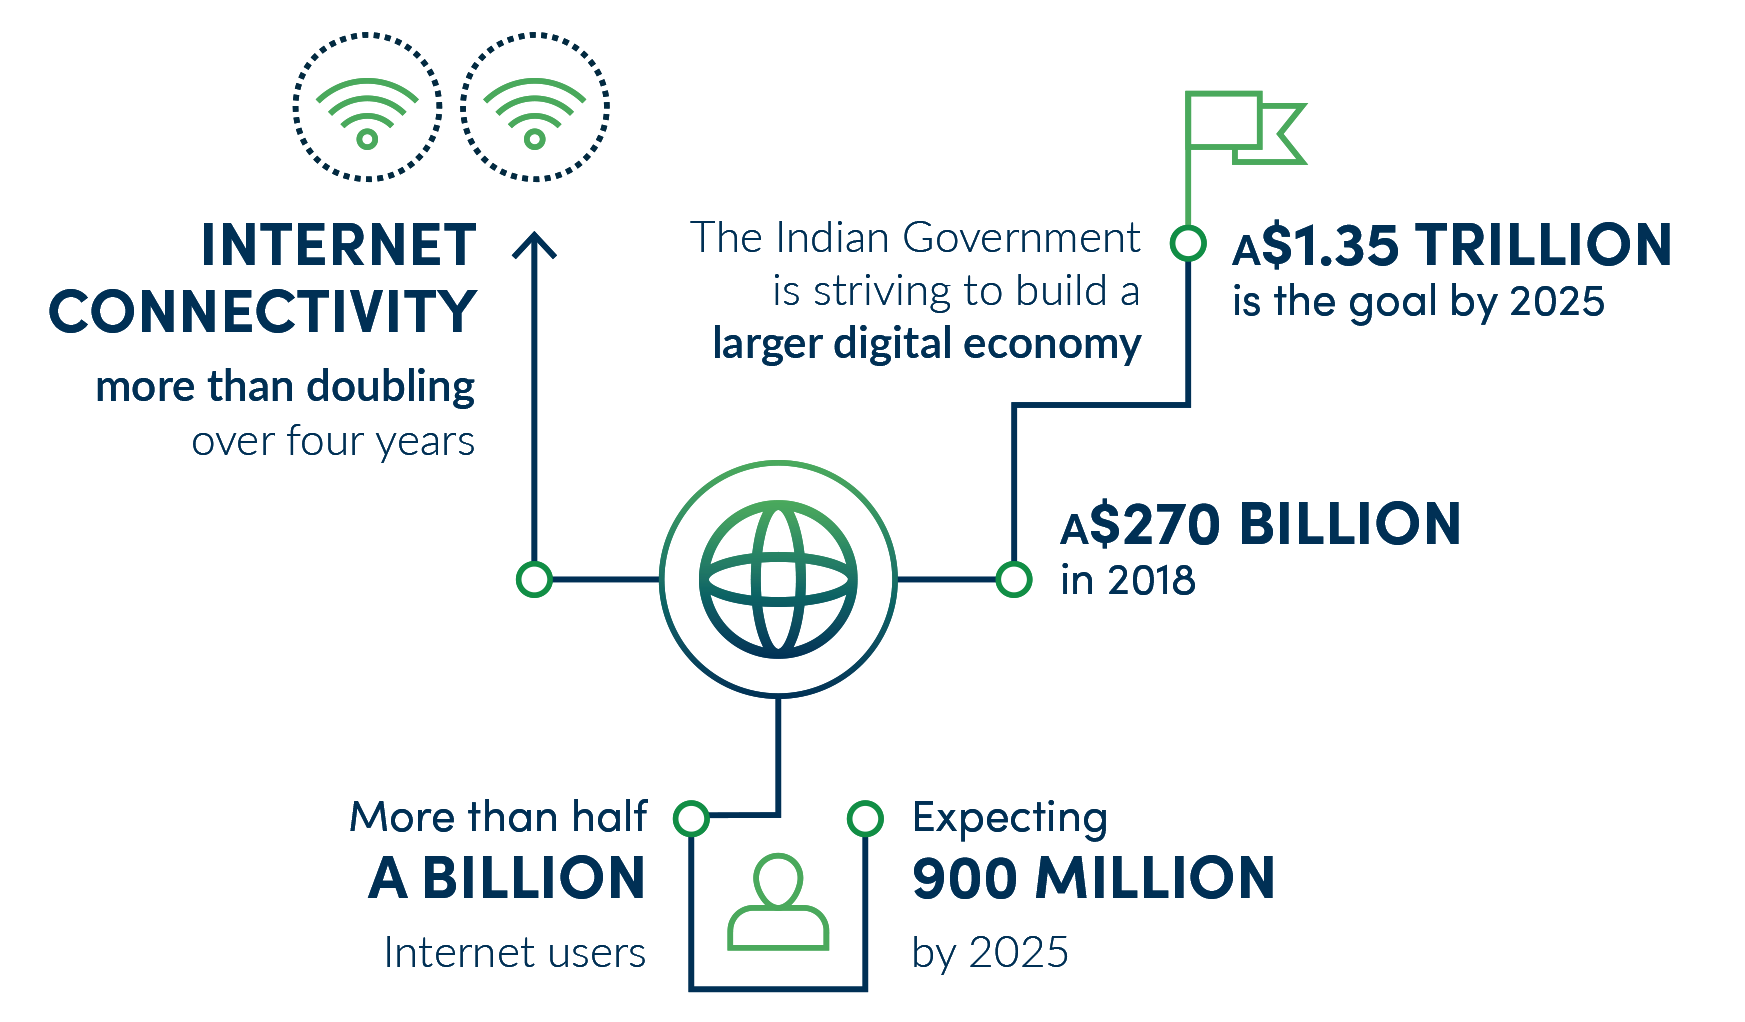 INTERNET
CONNECTIVITY
more than doubling
over four years
The Indian Government
is striving to build a
larger digital economy
A$1.35 TRILLION
is the goal by 2025
A$270 BILLION
in 2018
More than half
A BILLION
Internet users
Expecting
900 MILLION
by 2025